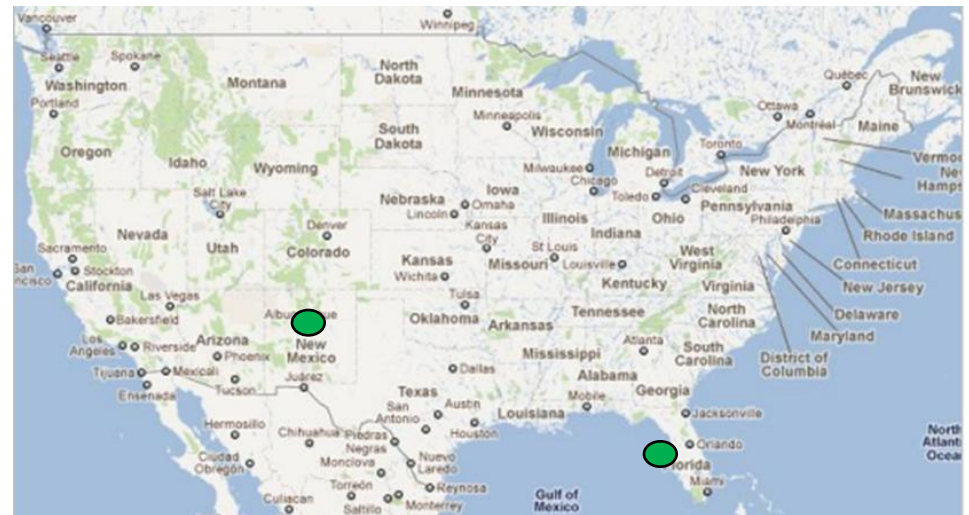 Vancouver
Winnipeg
Seattle
Spokane
Washington
Montana
North
Dakota
Minnesota
Québec
New
Brunswick
Portland
Ottawa
Montréal
Maine
Minneapolis
Wisconsin
South
Dakota
Oregon
Idaho
Wyoming
Michigan
Toronto
Milwaukee
Detroit
New York
Chicago
Toledo
Cleveland
Salt Lake
City
Nebraska
Iowa
Omaha
Lincoln
Pennsylvania
Philadelphia
Massachus
Rhode Island
Illinois
Indiana
Ohio
Nevada
Utah
Denver
Colorado
Kansas
City
Kansas
Missouri
St Louis
Louisville
West
Virginia
Connecticut
Sacramento
Stockton
San
ncisco
California
Wichita
Kentucky
Virginia
New Jersey
Las Vegas
Tulsa
Oklahoma
Arkansas
Tennessee
North
Carolina
Delaware
Maryland
Bakersfield
Los
Angeles
Riverside
Arizona
Phoenix
New
Mexico
Mississippi
Atlanta
South
Carolina
District of
Columbia
Tijuana
Mexicali
Ensenada
Tucson
Juárez
Dallas
Texas
Alabama
Georgia
Austin
San
Antonio
Houston
Louisiana
Mobile
Jacksonville
Hermosillo
Chihuahua
Piedras
Negras
Orlando
North
Atlanti
Ocea
Ciudad
Obregón
Monclova
Nuevo
Laredo
Miami
Torreón
Reynosa
Culiacan
Saltillo
Monterrey
Gulf of
Mexico